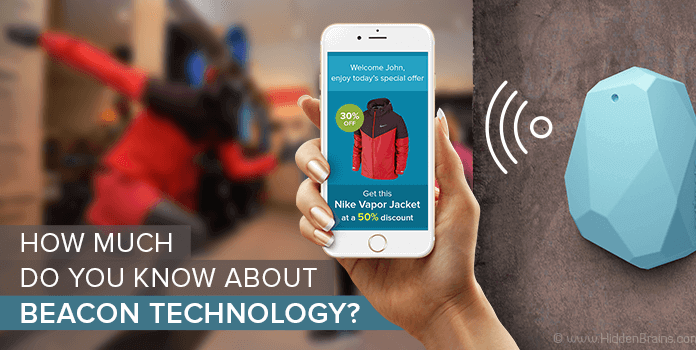 Welcome John,
enjoy today's special offer
30%
OFF
Get this
Nike Vapor Jacket
at a 50% discount
HOW MUCH
DO YOU KNOW ABOUT
BEACON TECHNOLOGY?
© www.HiddenBrains.com